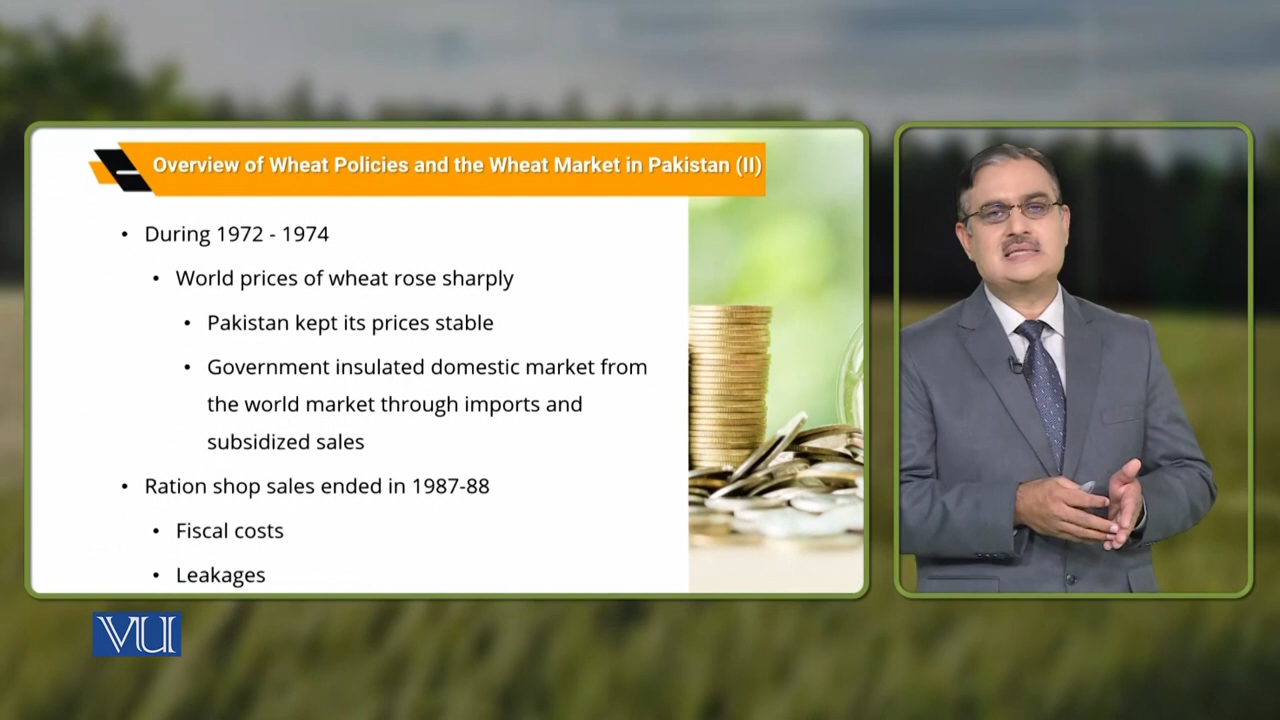 Overview of Wheat Policies and the Wheat Market in Pakistan (II)
• During 1972 - 1974
• World prices of wheat rose sharply
• Pakistan kept its prices stable
• Government insulated domestic market from
the world market through imports and
subsidized sales
• Ration shop sales ended in 1987-88
• Fiscal costs
• Leakages
VU